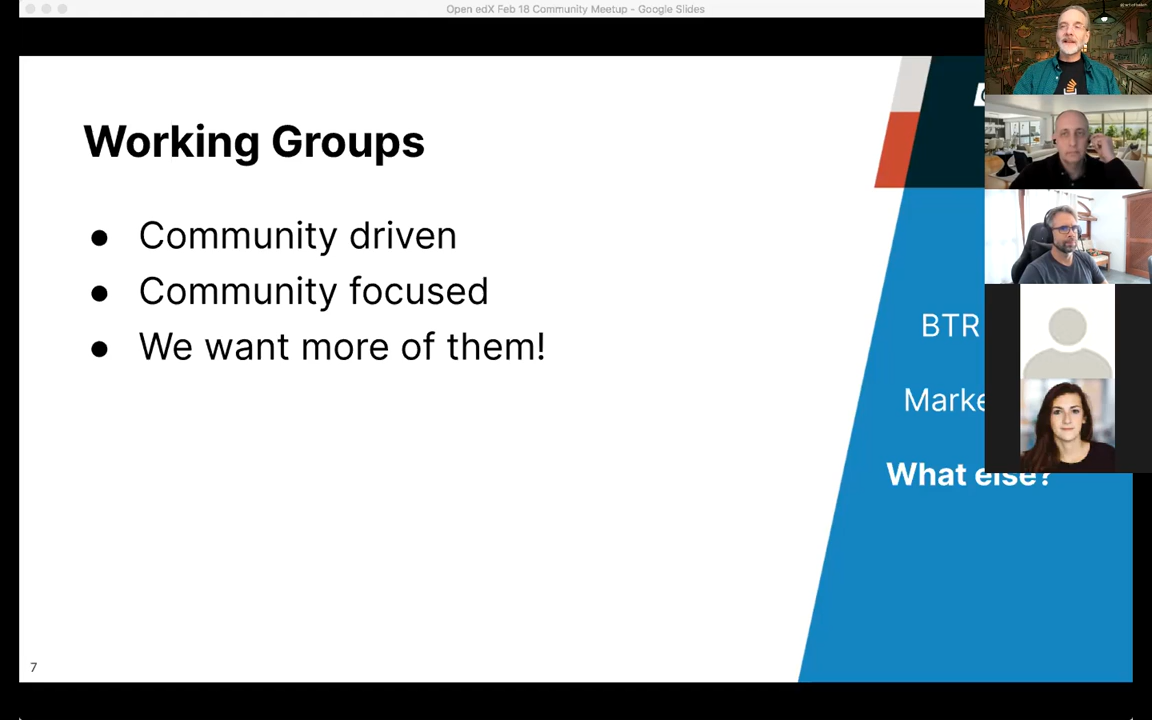 Open edX Feb 18 Community Meetup - Google Slides
Working Groups
● Community driven
● Community focused
● We want more of them!
BTR
Marke
What else?
7